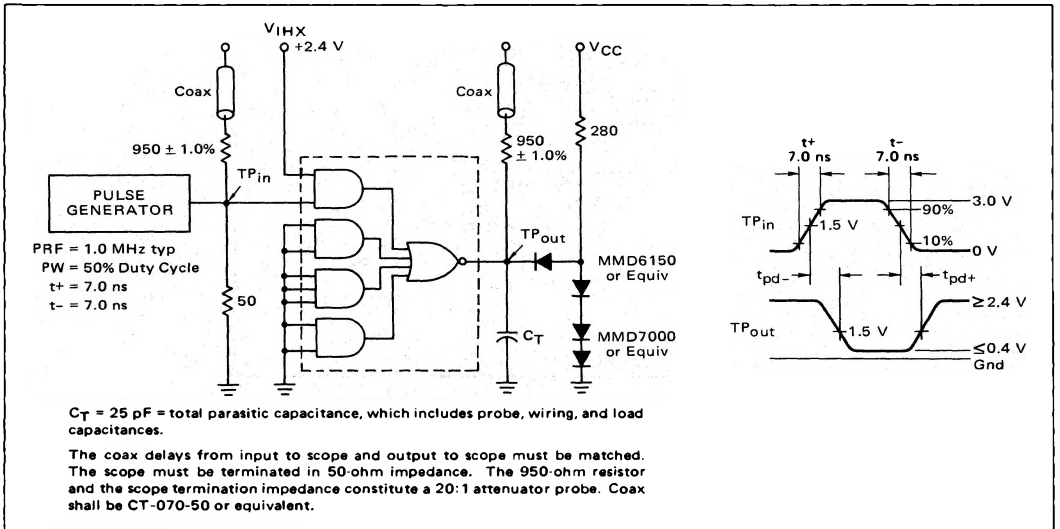 VIHX
+2.4 V
VCC
Coax
Coax
280
950 ± 1.0%
950
± 1.0%
TPin
PULSE
GENERATOR
PRF = 1.0 MHz typ
PW = 50% Duty Cycle
t+ = 7.0 ns
t− = 7.0 ns
50
TPout
MMD6150
or Equiv
CT
MMD7000
or Equiv
t+
7.0 ns
t−
7.0 ns
3.0 V
90%
TPin
1.5 V
10%
0 V
tpd−
tpd+
≥2.4 V
TPout
1.5 V
≤0.4 V
Gnd
CT = 25 pF = total parasitic capacitance, which includes probe, wiring, and load
capacitances.
The coax delays from input to scope and output to scope must be matched.
The scope must be terminated in 50-ohm impedance. The 950-ohm resistor
and the scope termination impedance constitute a 20:1 attenuator probe. Coax
shall be CT-070-50 or equivalent.